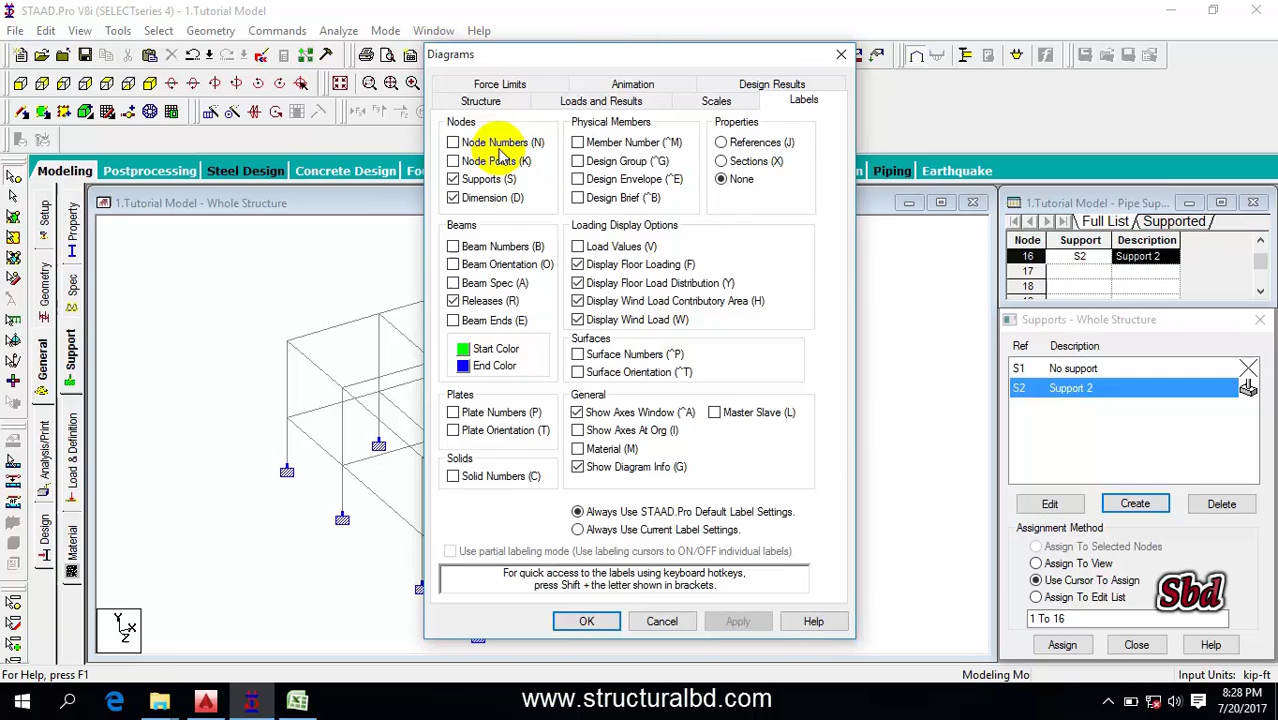 STAAD.Pro V8i (SELECTseries 4) - 1.Tutorial Model
File Edit View Tools Select Geometry Commands Analyze Mode Window Help
Diagrams
Force Limits Animation Design Results
Structure Loads and Results Scales Labels
Nodes
Node Numbers (N)
Node Points (K)
Supports (S)
Dimension (D)
Physical Members
Member Number (^M)
Design Group (^G)
Design Envelope (^E)
Design Brief (^B)
Properties
References (J)
Sections (X)
None
Beams
Beam Numbers (B)
Beam Orientation (O)
Beam Spec (A)
Releases (R)
Beam Ends (E)
Start Color
End Color
Loading Display Options
Load Values (V)
Display Floor Loading (F)
Display Floor Load Distribution (Y)
Display Wind Load Contributory Area (H)
Display Wind Load (W)
Surfaces
Surface Numbers (^P)
Surface Orientation (^T)
Plates
Plate Numbers (P)
Plate Orientation (T)
General
Show Axes Window (^A)
Master Slave (L)
Show Axes At Org (I)
Material (M)
Show Diagram Info (G)
Solids
Solid Numbers (C)
Always Use STAAD.Pro Default Label Settings.
Always Use Current Label Settings.
Use partial labeling mode (Use labeling cursors to ON/OFF individual labels)
For quick access to the labels using keyboard hotkeys,
press Shift + the letter shown in brackets.
OK Cancel Apply Help
Modeling Postprocessing Steel Design Concrete Design
Piping Earthquake
1.Tutorial Model - Whole Structure
Setup
Geometry
General
Analysis/Print
Design
Property
Spec
Support
Load & Definition
Material
Y
X
Z
1.Tutorial Model - Pipe Sup...
Full List Supported
Node Support Description
16 S2 Support 2
17
18
Supports - Whole Structure
Ref Description
S1 No support
S2 Support 2
Edit Create Delete
Assignment Method
Assign To Selected Nodes
Assign To View
Use Cursor To Assign
Assign To Edit List
1 To 16
Assign Close Help
Sbd
For Help, press F1
Modeling Mo
Input Units: kip-ft
www.structuralbd.com
8:28 PM
7/20/2017